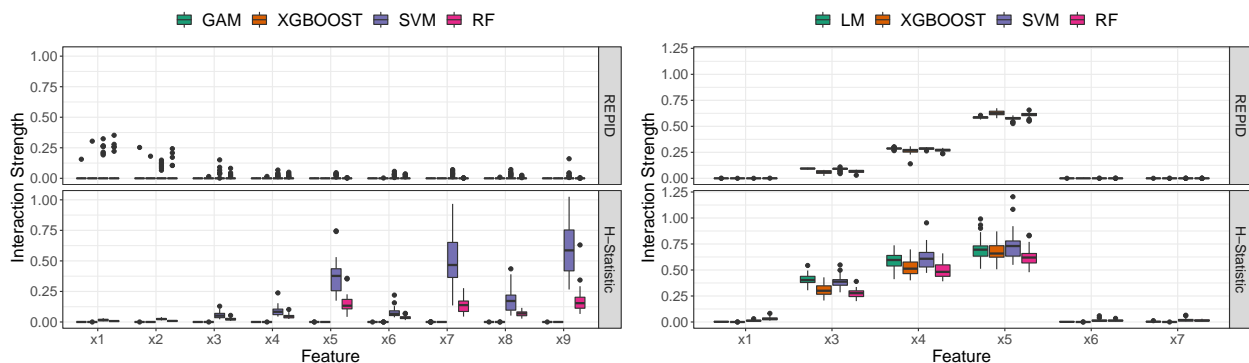 GAM XGBOOST SVM RF
1.00
0.75
0.50
0.25
0.00
REPID
1.00
0.75
0.50
0.25
0.00
H−Statistic
Interaction Strength
x1 x2 x3 x4 x5 x6 x7 x8 x9
Feature
LM XGBOOST SVM RF
1.25
1.00
0.75
0.50
0.25
0.00
REPID
1.25
1.00
0.75
0.50
0.25
0.00
H−Statistic
Interaction Strength
x1 x3 x4 x5 x6 x7
Feature